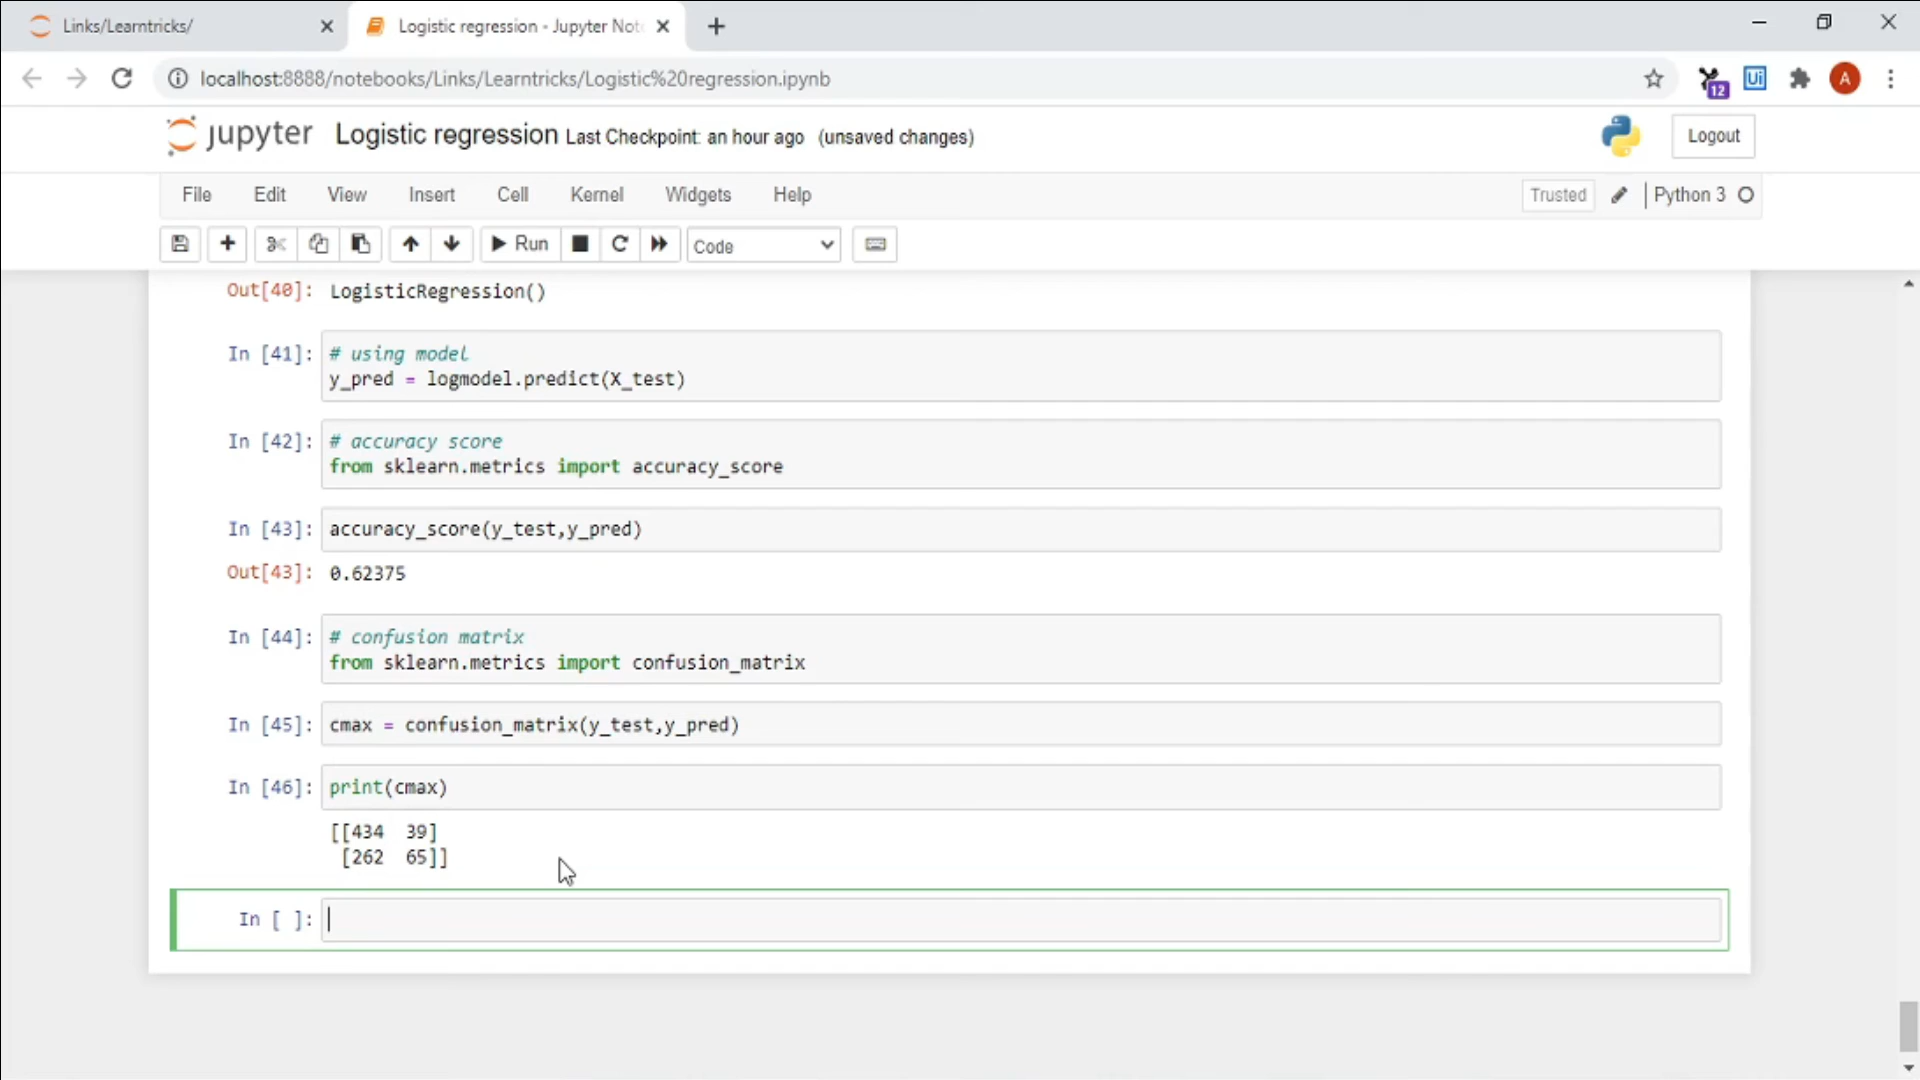 Links/Learntricks/
Logistic regression - Jupyter Not
localhost:8888/notebooks/Links/Learntricks/Logistic%20regression.ipynb
12
Ui
A
jupyter Logistic regression Last Checkpoint: an hour ago (unsaved changes)
Logout
File Edit View Insert Cell Kernel Widgets Help
Trusted
Python 3
Run
Code
Out[40]: LogisticRegression()
In [41]: # using model
y_pred = logmodel.predict(X_test)
In [42]: # accuracy score
from sklearn.metrics import accuracy_score
In [43]: accuracy_score(y_test,y_pred)
Out[43]: 0.62375
In [44]: # confusion matrix
from sklearn.metrics import confusion_matrix
In [45]: cmax = confusion_matrix(y_test,y_pred)
In [46]: print(cmax)
[[434 39]
[262 65]]
In [ ]: